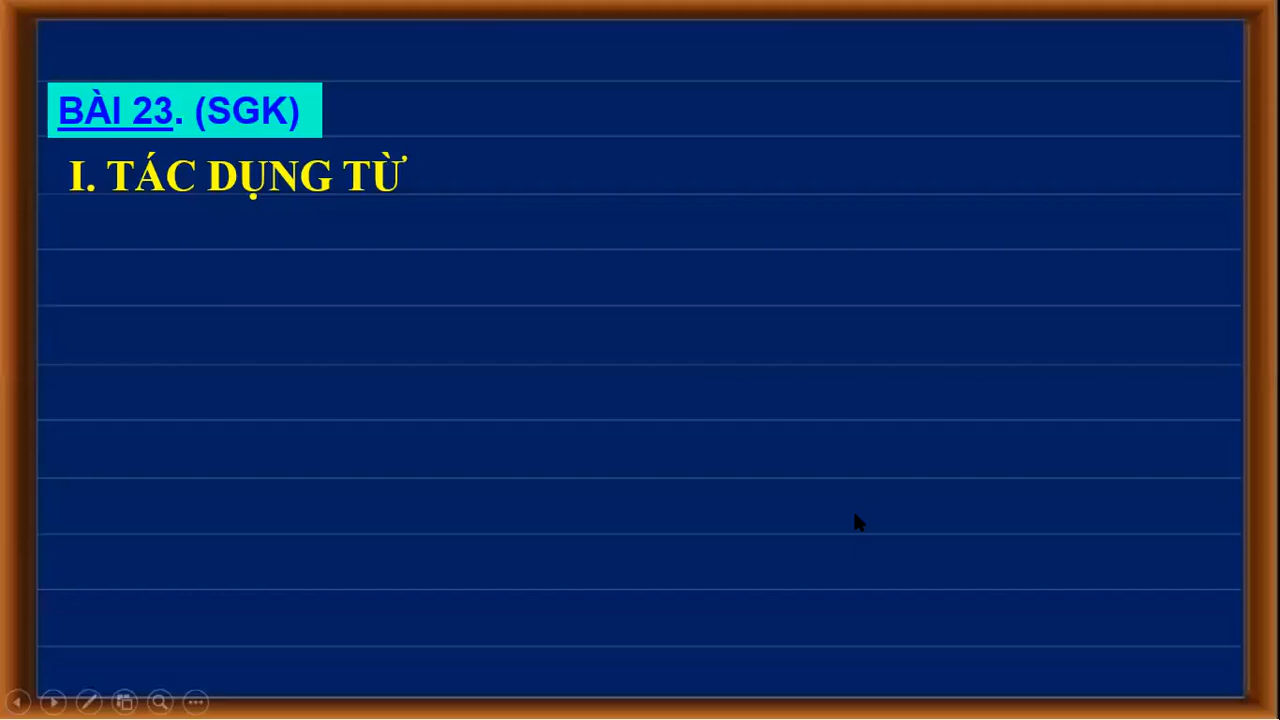 BÀI 23. (SGK)
I. TÁC DỤNG TỪ